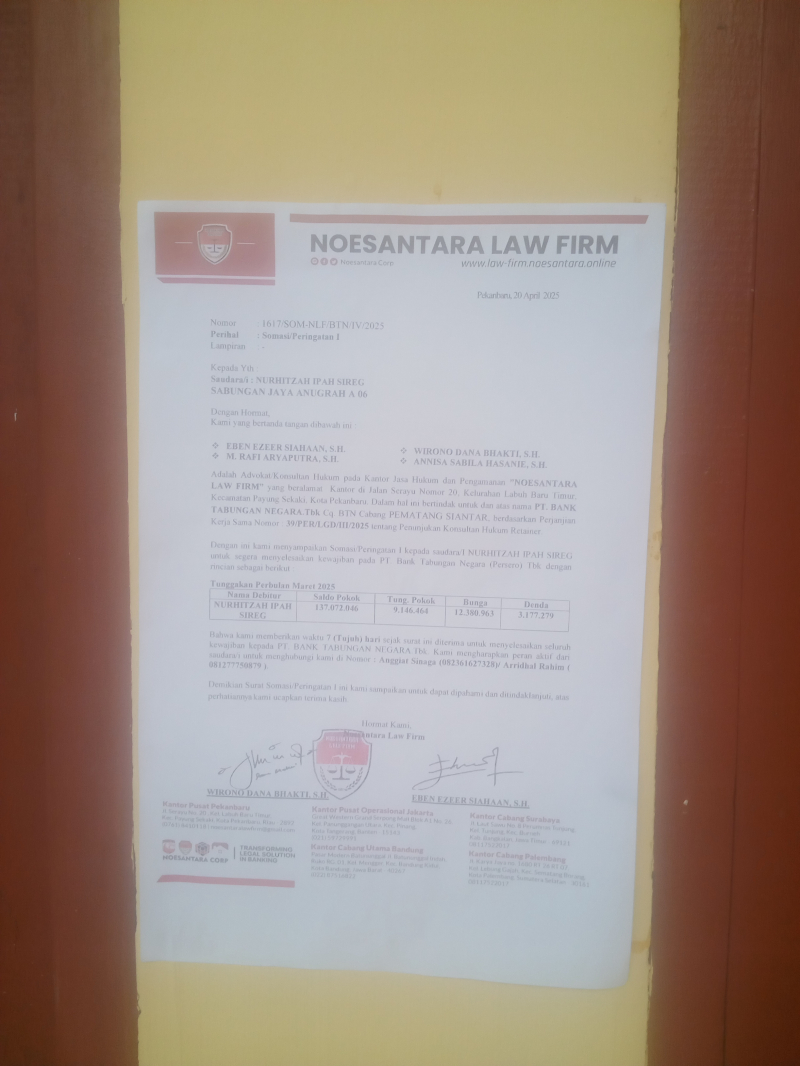 NOESANTARA LAW FIRM
Noesantara.Corp www.law-firm.noesantara.online
Pekanbaru, 20 April 2025
Nomor : 1617/SOM-NLF/BTN/IV/2025
Perihal : Somasi/Peringatan I
Lampiran : -
Kepada Yth
Saudara/i : NURHITZAH IPAH SIREG
SABUNGAN JAYA ANUGRAH A 06
Dengan Hormat,
Kami yang bertanda tangan dibawah ini :
❖ EBEN EZEER SIAHAAN, S.H. ❖ WIRONO DANA BHAKTI, S.H.
❖ M. RAFI ARYAPUTRA, S.H. ❖ ANNISA SABILA HASANIE, S.H.
Adalah Advokat/Konsultan Hukum pada Kantor Jasa Hukum dan Pengamanan "NOESANTARA
LAW FIRM" yang beralamat Kantor di Jalan Seraya Nomor 20, Kelurahan Labuh Baru Timur,
Kecamatan Payung Sekaki, Kota Pekanbaru. Dalam hal ini bertindak untuk dan atas nama PT. BANK
TABUNGAN NEGARA.Tbk Cq. BTN Cabang PEMATANG SIANTAR, berdasarkan Perjanjian
Kerja Sama Nomor : 39/PER/LGD/III/2025 tentang Penunjukan Konsultan Hukum Retainer.
Dengan ini kami menyampaikan Somasi/Peringatan I kepada saudara/I NURHITZAH IPAH SIREG
untuk segera menyelesaikan kewajihan pada PT. Bank Tabungan Negara (Persero) Tbk dengan
rincian sebagai berikut
Tunggakan Perbulan Maret 2025
Nama Debitur Saldo Pokok Tung. Pokok Bunga Denda
NURHITZAH IPAH SIREG 137.072.046 9.146.464 12.380.963 3.177.279
Bahwa kami memberikan waktu 7 (Tujuh) hari sejak surat ini diterima untuk menyelesaikan seluruh
kewajihan kepada PT. BANK TABUNGAN NEGARA.Tbk. Kami mengharapkan peran aktif dari
saudara/i untuk menghubungi kami di Nomor : Anggiat Sinaga (082361627328)/ Arridhal Rahim (
081277750879 ).
Demikian Surat Somasi/Peringatan I ini kami sampaikan untuk dapat dipahami dan ditindaklanjuti, atas
perhatiannya kami ucapkan terima kasih
Hormat Kami,
Noesantara Law Firm
WIRONO DANA BHAKTI, S.H. EBEN EZEER SIAHAAN, S.H.
Kantor Pusat Pekanbaru
Kantor Pusat Operasional Jakarta
Kantor Cabang Surabaya
NOESANTARA CORP
TRANSFORMING
LEGAL SOLUTION
IN BANKING
Kantor Cabang Utama Bandung
Kantor Cabang Palembang